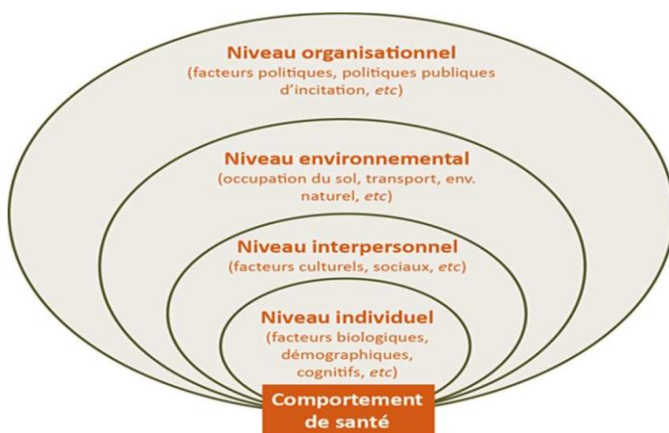 Niveau organisationnel
(facteurs politiques, politiques publiques
d'incitation, etc)
Niveau environnemental
(occupation du sol, transport, env.
naturel, etc)
Niveau interpersonnel
(facteurs culturels, sociaux, etc)
Niveau individuel
(facteurs biologiques,
démographiques,
cognitifs, etc)
Comportement
de santé